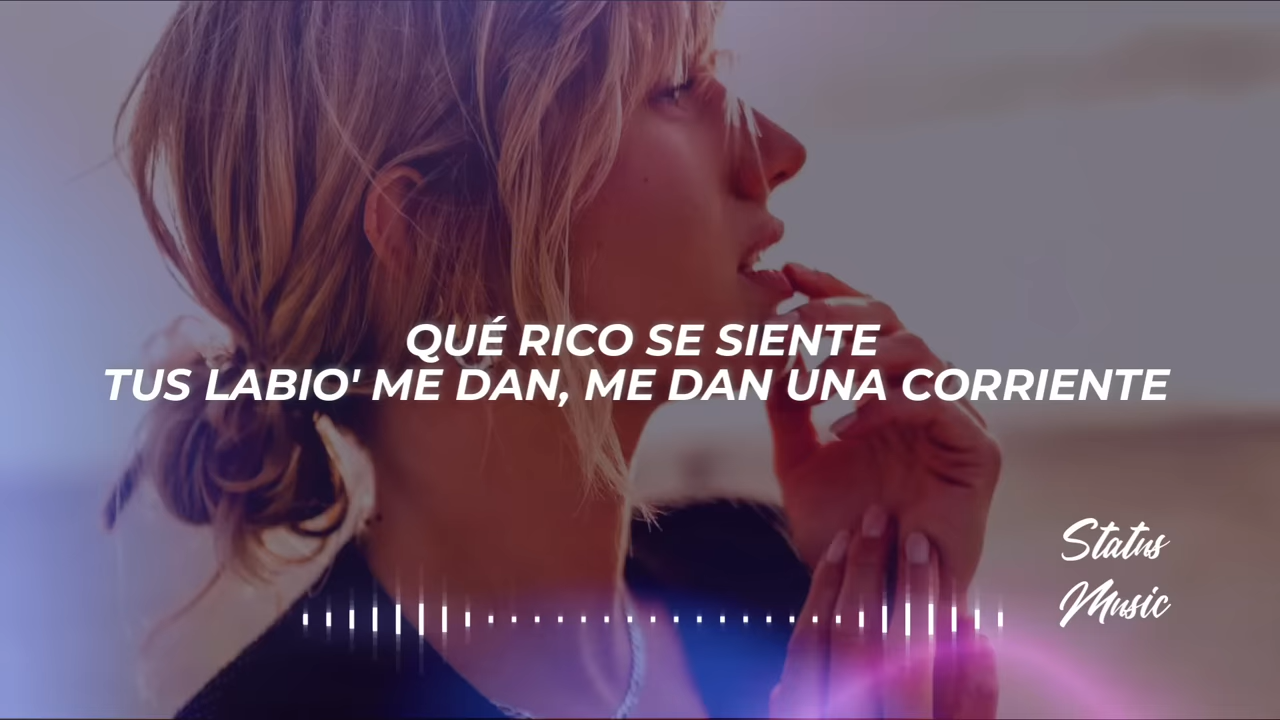 QUÉ RICO SE SIENTE
TUS LABIO' ME DAN, ME DAN UNA CORRIENTE
Status
Music